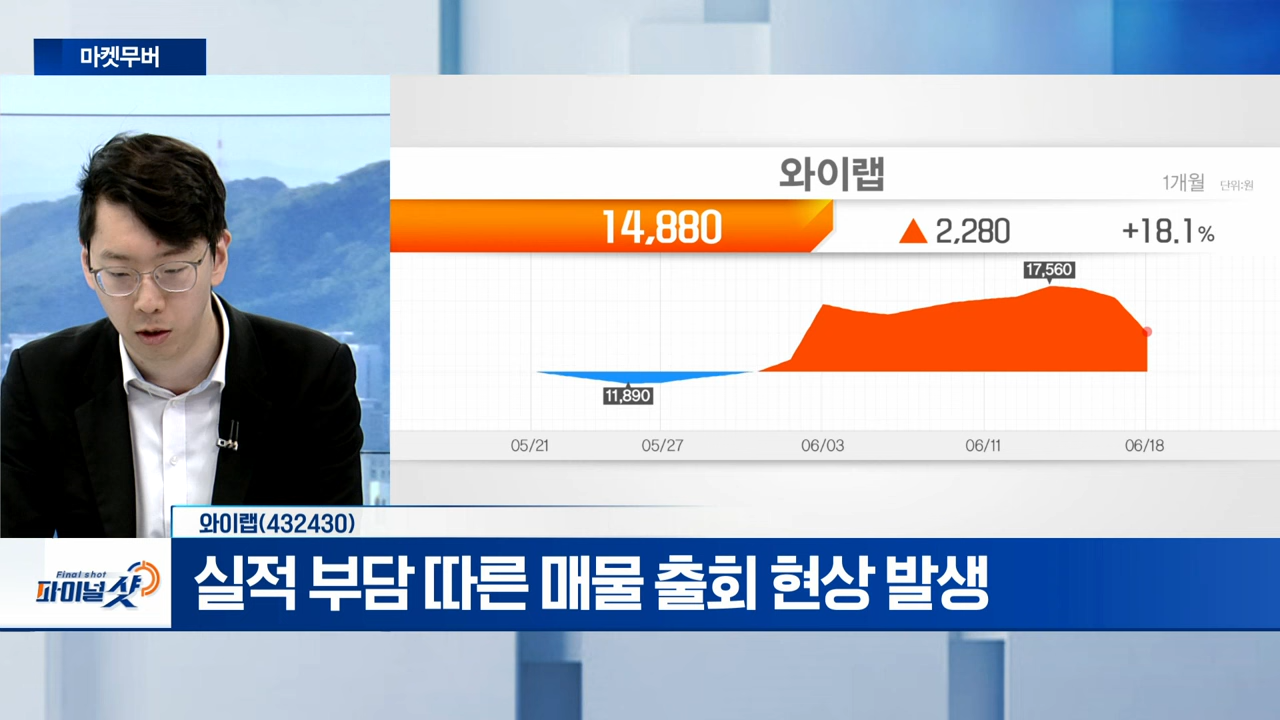 마켓무버
와이랩
1개월 단위:원
14,880 ▲ 2,280 +18.1%
17,560
11,890
05/21 05/27 06/03 06/11 06/18
와이랩(432430)
Final shot
파이널샷
실적 부담 따른 매물 출회 현상 발생